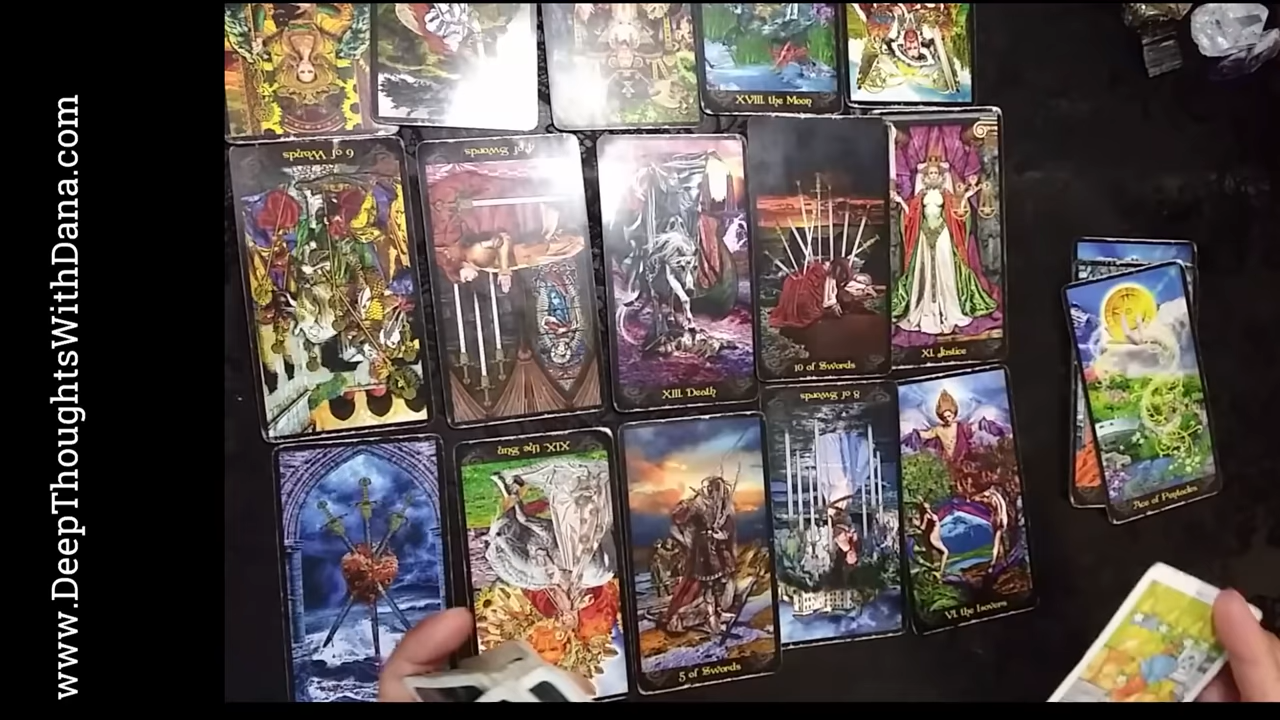 www.DeepThoughtsWithDana.com
XVIII. the Moon
6 of Wands
4 of Swords
XIII. Death
10 of Swords
XI. Justice
Ace of Pentacles
XIX. the Sun
5 of Swords
8 of Swords
VI. the Lovers